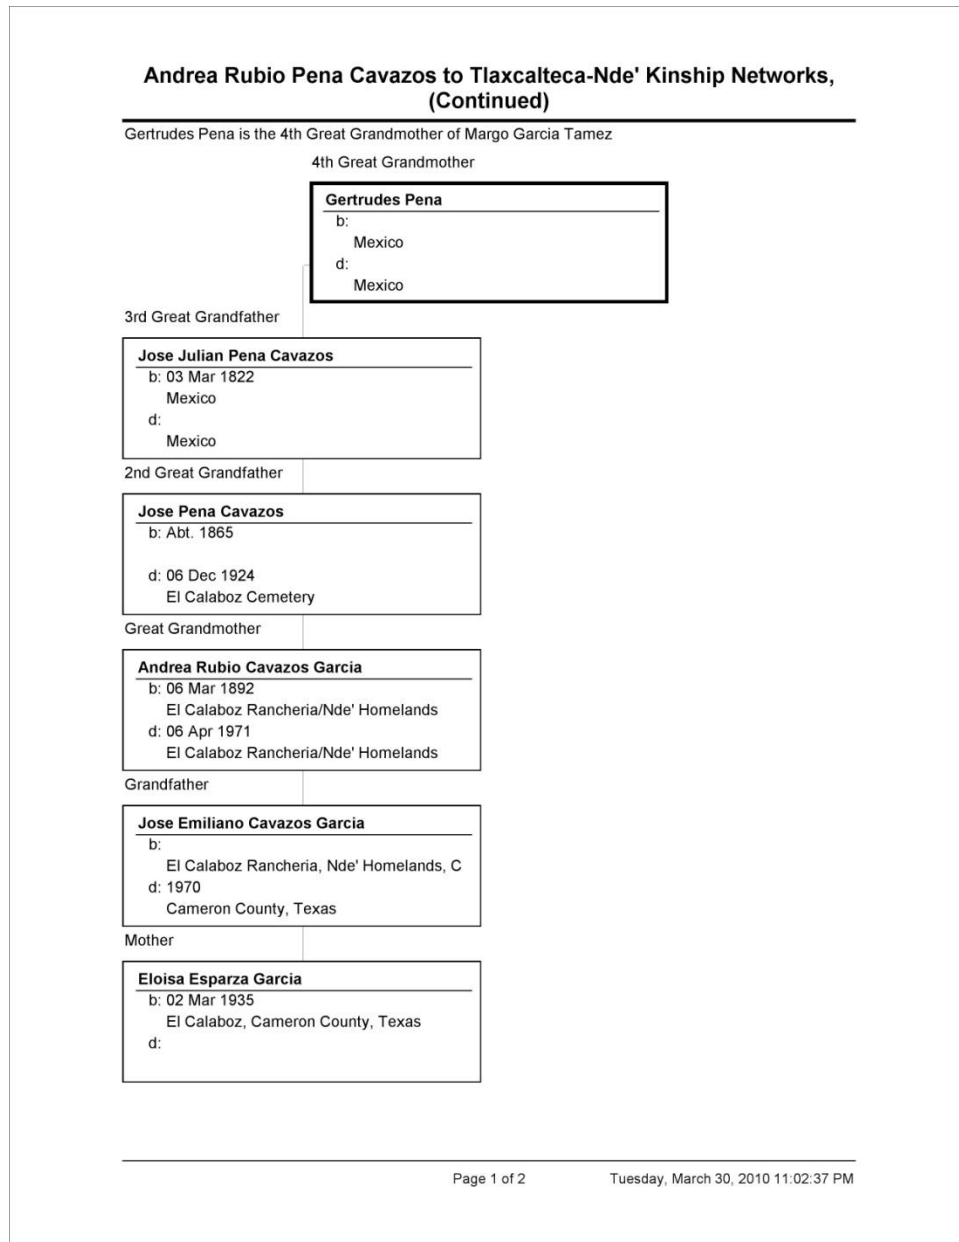 Andrea Rubio Pena Cavazos to Tlaxcalteca-Nde' Kinship Networks,
(Continued)
Gertrudes Pena is the 4th Great Grandmother of Margo Garcia Tamez
4th Great Grandmother
Gertrudes Pena
b:
Mexico
d:
Mexico
3rd Great Grandfather
Jose Julian Pena Cavazos
b: 03 Mar 1822
Mexico
d:
Mexico
2nd Great Grandfather
Jose Pena Cavazos
b: Abt. 1865
d: 06 Dec 1924
El Calaboz Cemetery
Great Grandmother
Andrea Rubio Cavazos Garcia
b: 06 Mar 1892
El Calaboz Rancheria/Nde' Homelands
d: 06 Apr 1971
El Calaboz Rancheria/Nde' Homelands
Grandfather
Jose Emiliano Cavazos Garcia
b:
El Calaboz Rancheria, Nde' Homelands, C
d: 1970
Cameron County, Texas
Mother
Eloisa Esparza Garcia
b: 02 Mar 1935
El Calaboz, Cameron County, Texas
d:
Page 1 of 2 Tuesday, March 30, 2010 11:02:37 PM